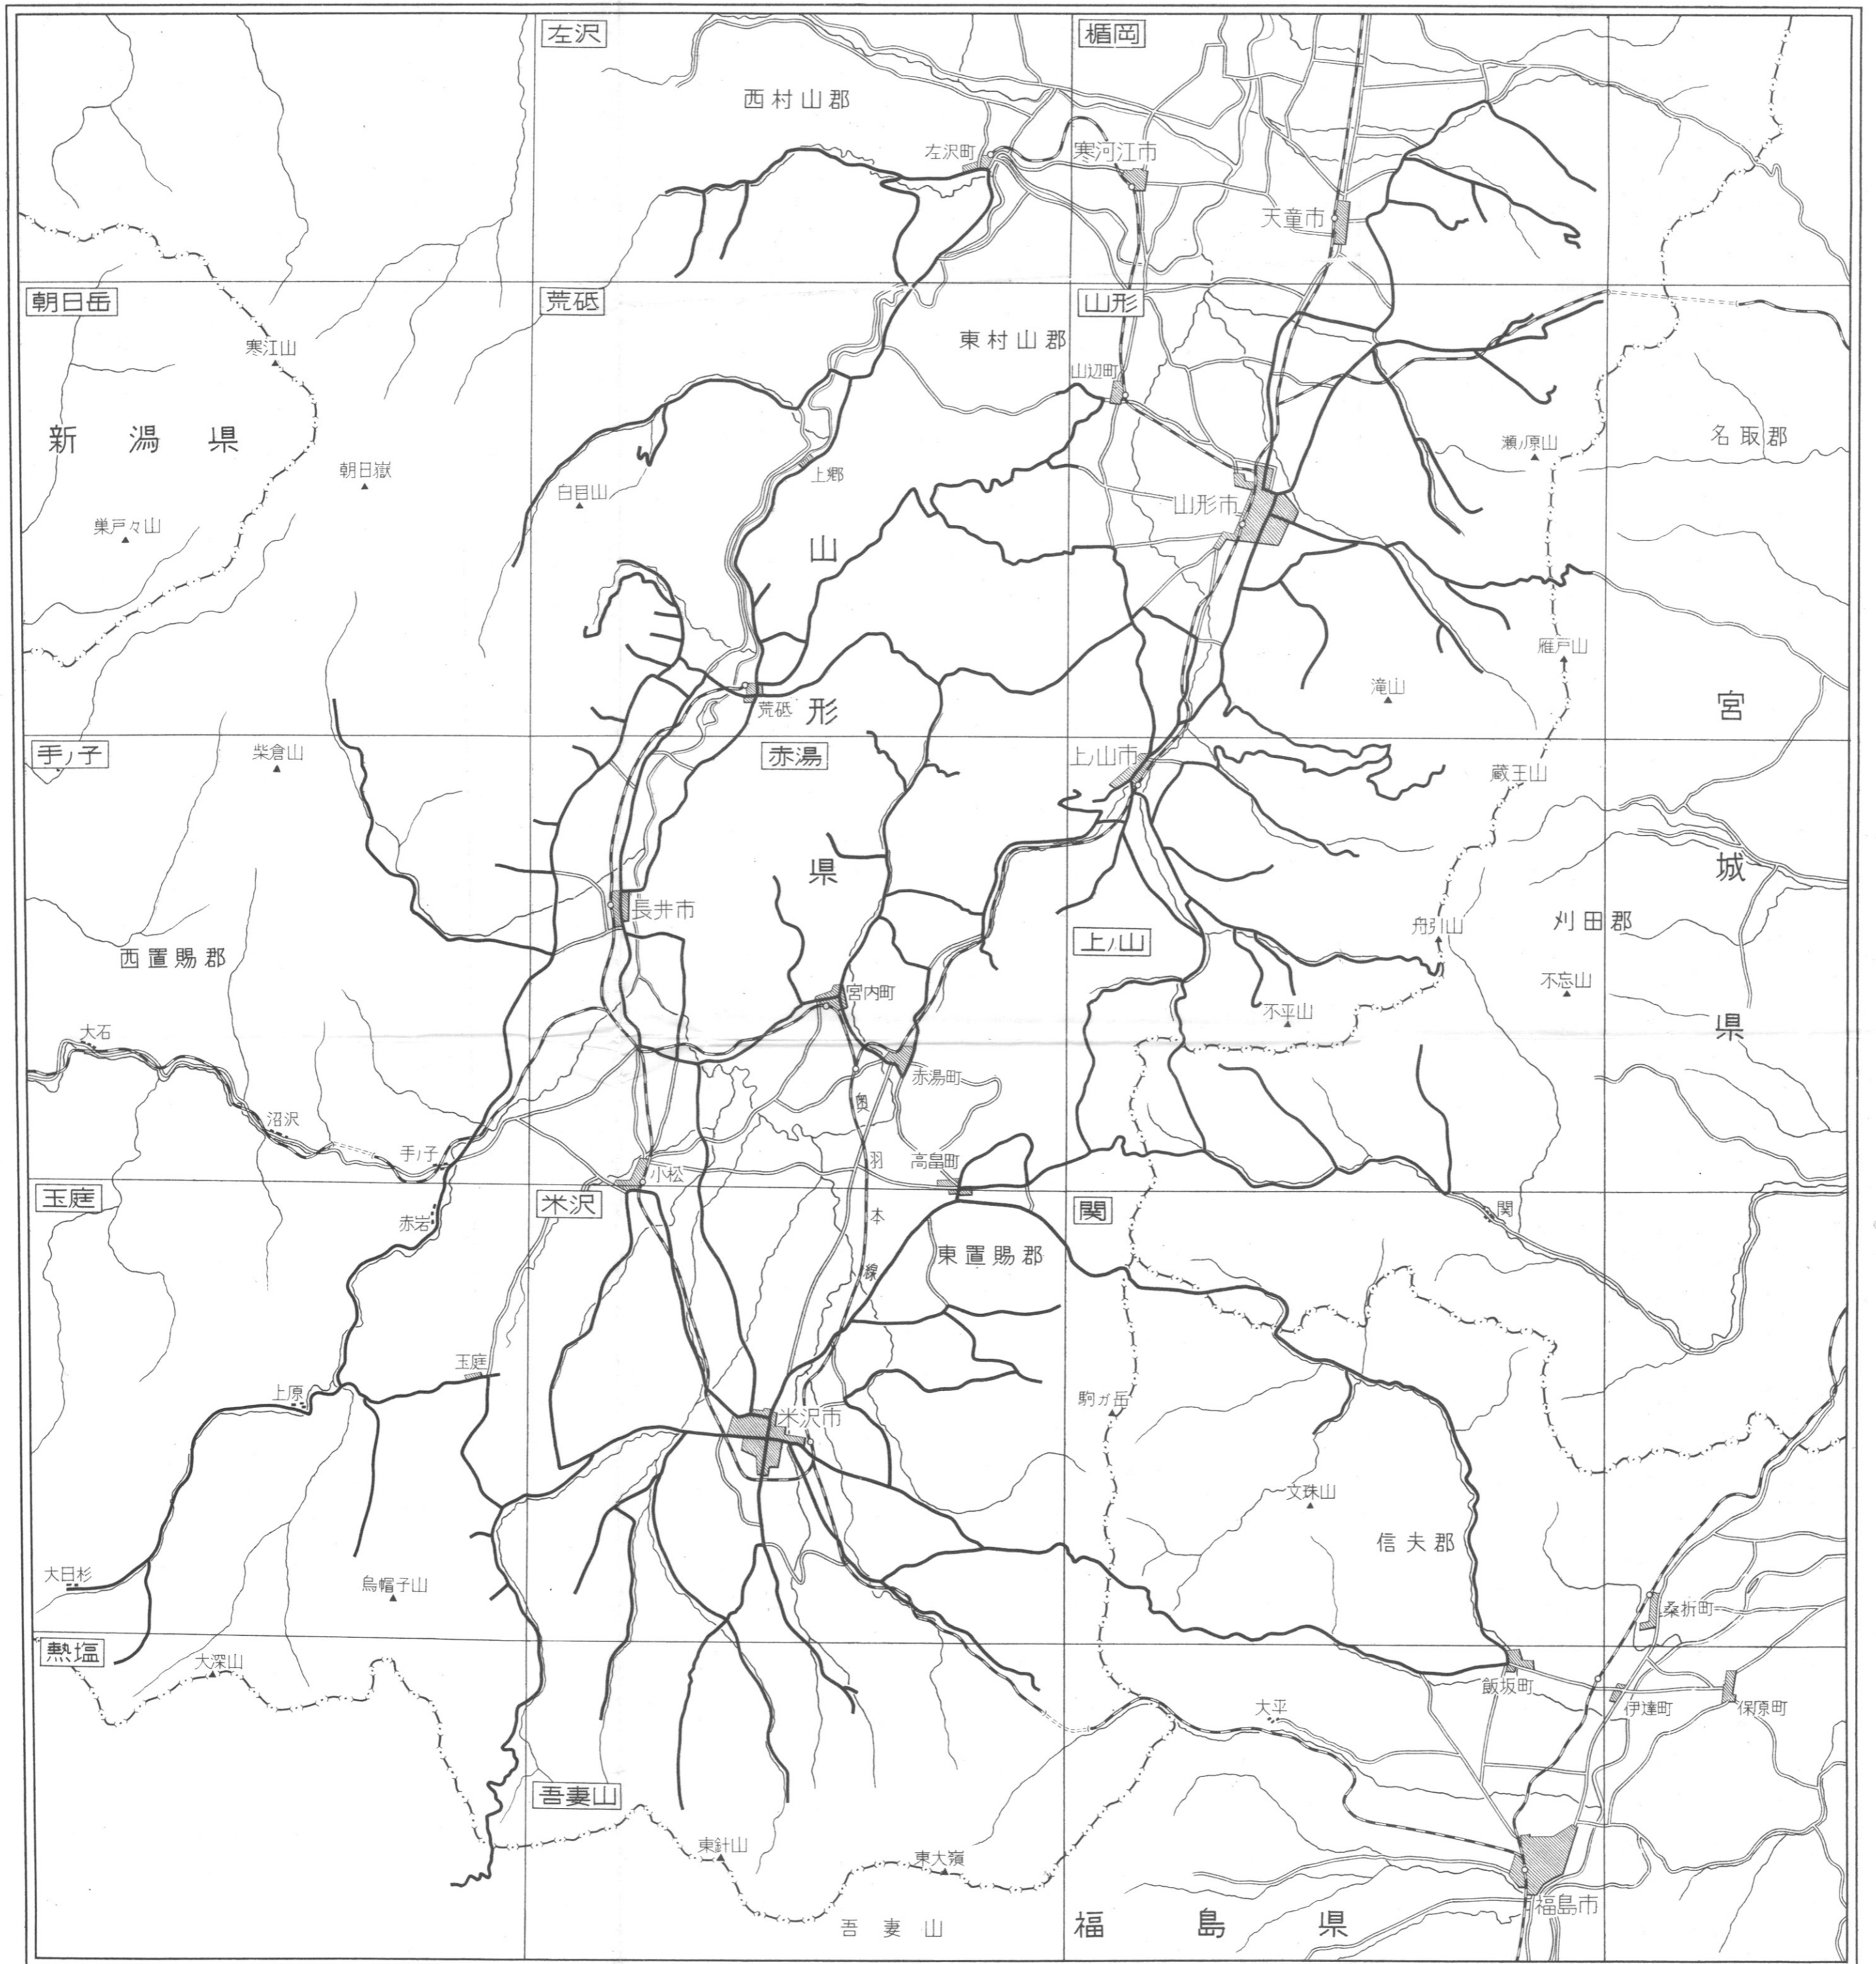 左沢
楯岡
西村山郡
左沢町
寒河江市
天童市
朝日岳
荒砥
山形
寒江山
東村山郡
山辺町
新潟県
朝日嶽
白目山
上郷
瀬ノ原山
名取郡
巣戸々山
山形市
山
雁戸山
滝山
荒砥
形
宮
手ノ子
柴倉山
赤湯
上ノ山市
蔵王山
県
城
長井市
上ノ山
舟引山
刈田郡
西置賜郡
宮内町
不忘山
不平山
大石
県
赤湯町
奥
沼沢
手ノ子
羽
高畠町
小松
玉庭
米沢
関
赤岩
関
本
東置賜郡
線
玉庭
上原
駒ガ岳
米沢市
文珠山
信夫郡
大日杉
烏帽子山
桑折町
熱塩
大深山
飯坂町
伊達町
保原町
大平
吾妻山
東針山
東大嶺
吾妻山
福島県
福島市